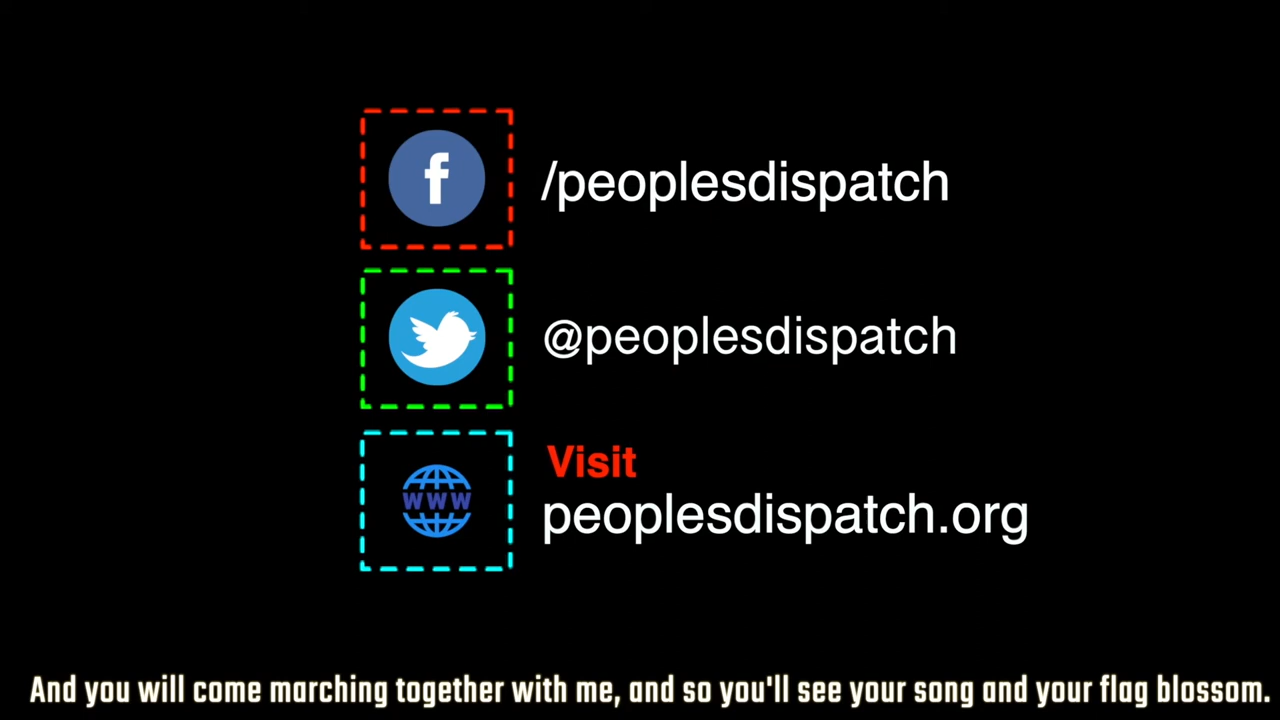 f
/peoplesdispatch
@peoplesdispatch
Visit
WWW
peoplesdispatch.org
And you will come marching together with me, and so you'll see your song and your flag blossom.